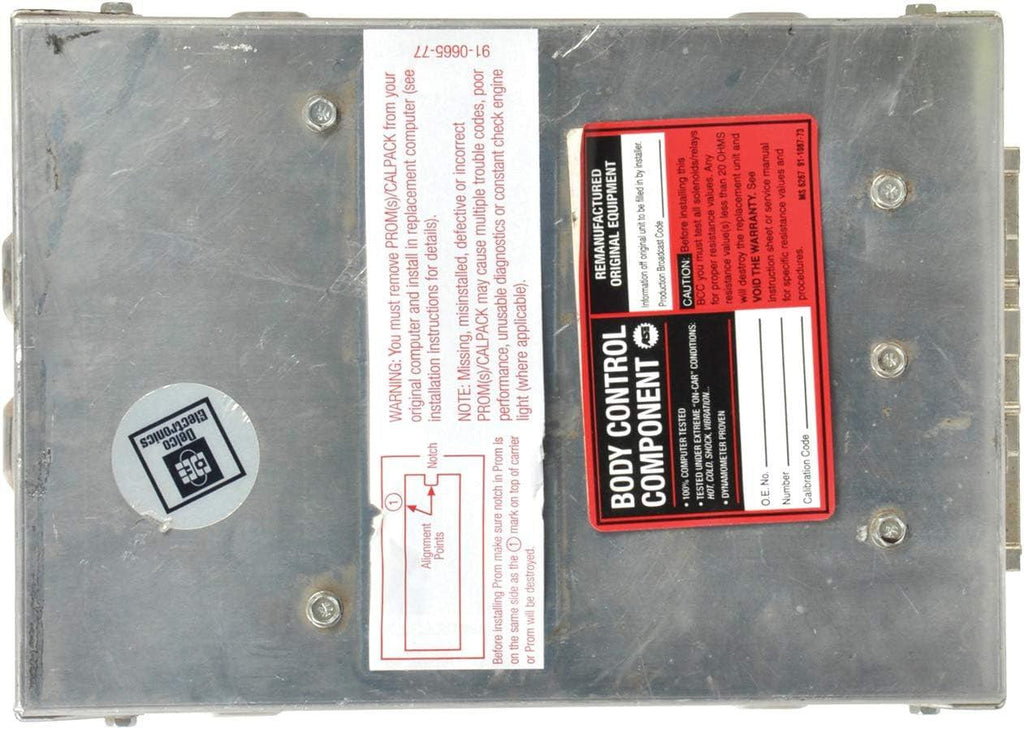 91-0665-77
WARNING: You must remove PROM(s)/CALPACK from your
original computer and install in replacement computer (see
installation instructions for details).
NOTE: Missing, misinstalled, defective or incorrect
PROM(s)/CALPACK may cause multiple trouble codes, poor
performance, unusable diagnostics or constant check engine
light (where applicable).
1
Notch
Alignment
Points
Before installing Prom make sure notch in Prom is
on the same side as the 1 mark on top of carrier
or Prom will be destroyed.
Delco
Electronics
BODY CONTROL
COMPONENT
• 100% COMPUTER TESTED
• TESTED UNDER EXTREME "ON-CAR" CONDITIONS:
HOT, COLD, SHOCK, VIBRATION...
• DYNAMOMETER PROVEN
O.E. No.
Number
Calibration Code
REMANUFACTURED
ORIGINAL EQUIPMENT
Information off original unit to be filled in by installer.
Production Broadcast Code
CAUTION: Before installing this
BCC you must test all solenoids/relays
for proper resistance values. Any
resistance value(s) less than 20 OHMS
will destroy the replacement unit and
VOID THE WARRANTY. See
instruction sheet or service manual
for specific resistance values and
procedures.
MS 6267 91-1087-73